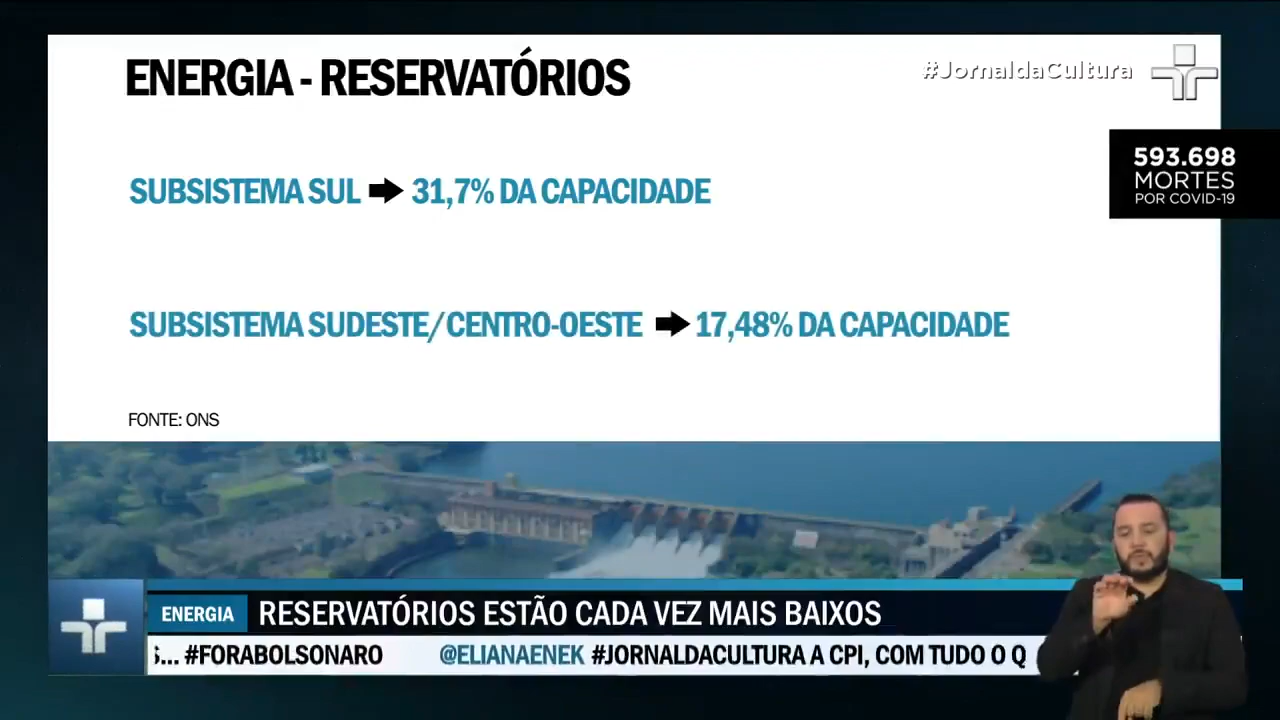 ENERGIA - RESERVATÓRIOS
#JornaldaCultura
593.698
MORTES
POR COVID-19
SUBSISTEMA SUL ➡ 31,7% DA CAPACIDADE
SUBSISTEMA SUDESTE/CENTRO-OESTE ➡ 17,48% DA CAPACIDADE
FONTE: ONS
ENERGIA RESERVATÓRIOS ESTÃO CADA VEZ MAIS BAIXOS
... #FORABOLSONARO @ELIANAENEK #JORNALDACULTURA A CPI, COM TUDO O Q